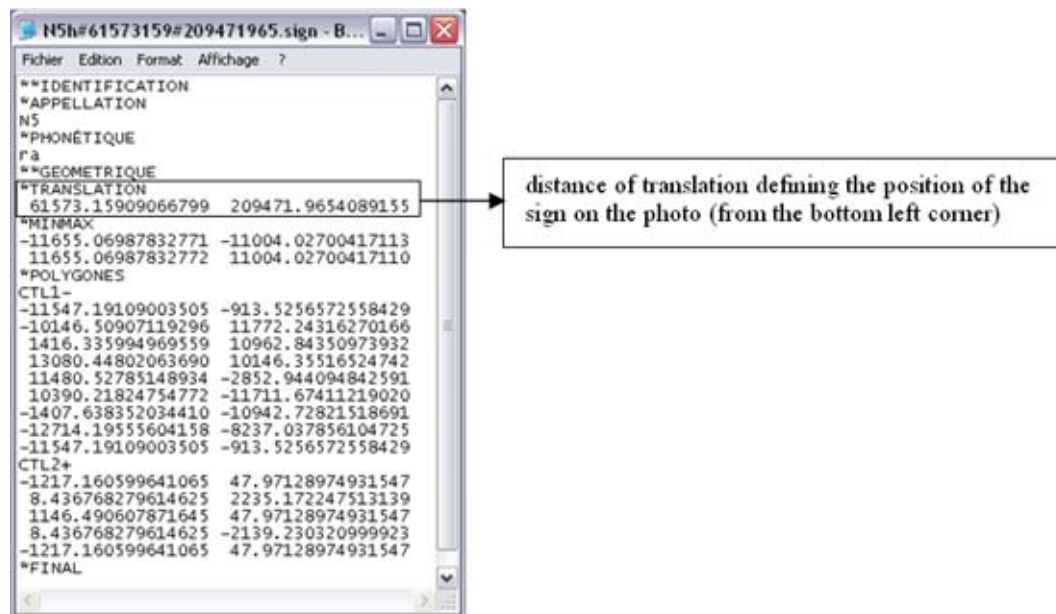 N5h#61573159#209471965.sign - B...
Fichier Edition Format Affichage ?
**IDENTIFICATION
*APPELLATION
N5
*PHONÉTIQUE
ra
**GEOMETRIQUE
*TRANSLATION
61573.15909066799 209471.9654089155
*MINMAX
-11655.06987832771 -11004.02700417113
11655.06987832772 11004.02700417110
*POLYGONES
CTL1-
-11547.19109003505 -913.5256572558429
-10146.50907119296 11772.24316270166
1416.335994969559 10962.84350973932
13080.44802063690 10146.35516524742
11480.52785148934 -2852.944094842591
10390.21824754772 -11711.67411219020
-1407.638352034410 -10942.72821518691
-12714.19555604158 -8237.037856104725
-11547.19109003505 -913.5256572558429
CTL2+
-1217.160599641065 47.97128974931547
8.436768279614625 2235.172247513139
1146.490607871645 47.97128974931547
8.436768279614625 -2139.230320999923
-1217.160599641065 47.97128974931547
*FINAL
distance of translation defining the position of the
sign on the photo (from the bottom left corner)